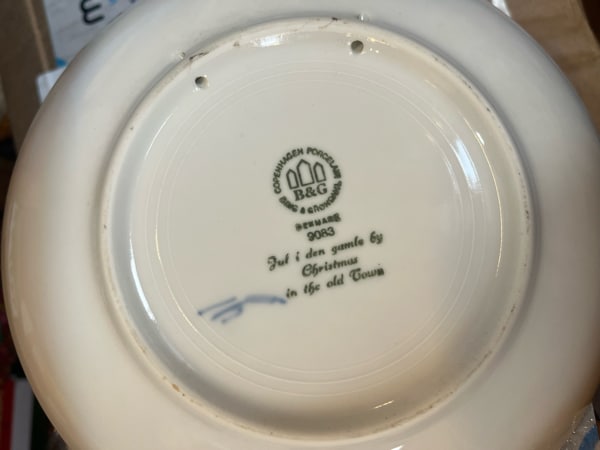 COPENHAGEN PORCELAIN
B&G
BING & GRONDAHL
DENMARK
9083
Jul i den gamle by
Christmas
in the old Town